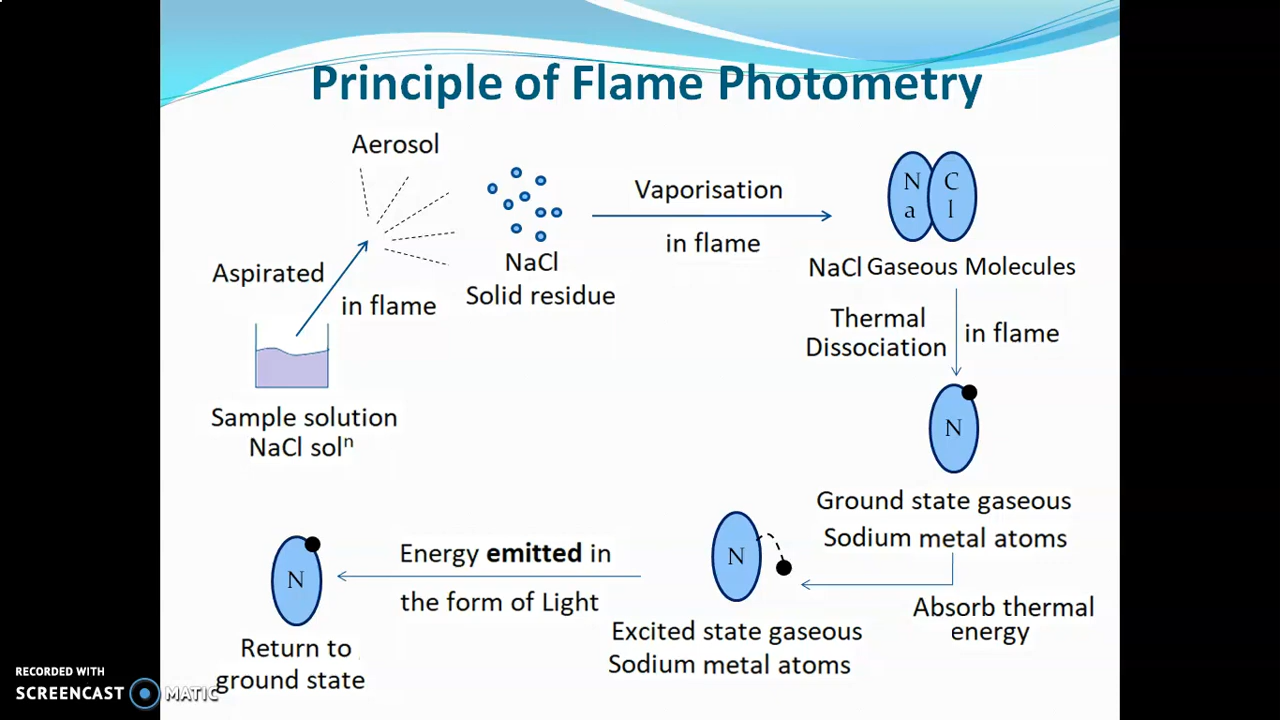 Principle of Flame Photometry
Aerosol
Aspirated
in flame
Sample solution
NaCl solⁿ
NaCl
Solid residue
Vaporisation
in flame
N
a
C
l
NaCl Gaseous Molecules
Thermal
Dissociation
in flame
N
Ground state gaseous
Sodium metal atoms
Absorb thermal
energy
N
Excited state gaseous
Sodium metal atoms
Energy emitted in
the form of Light
N
Return to
ground state
RECORDED WITH
SCREENCAST MATIC